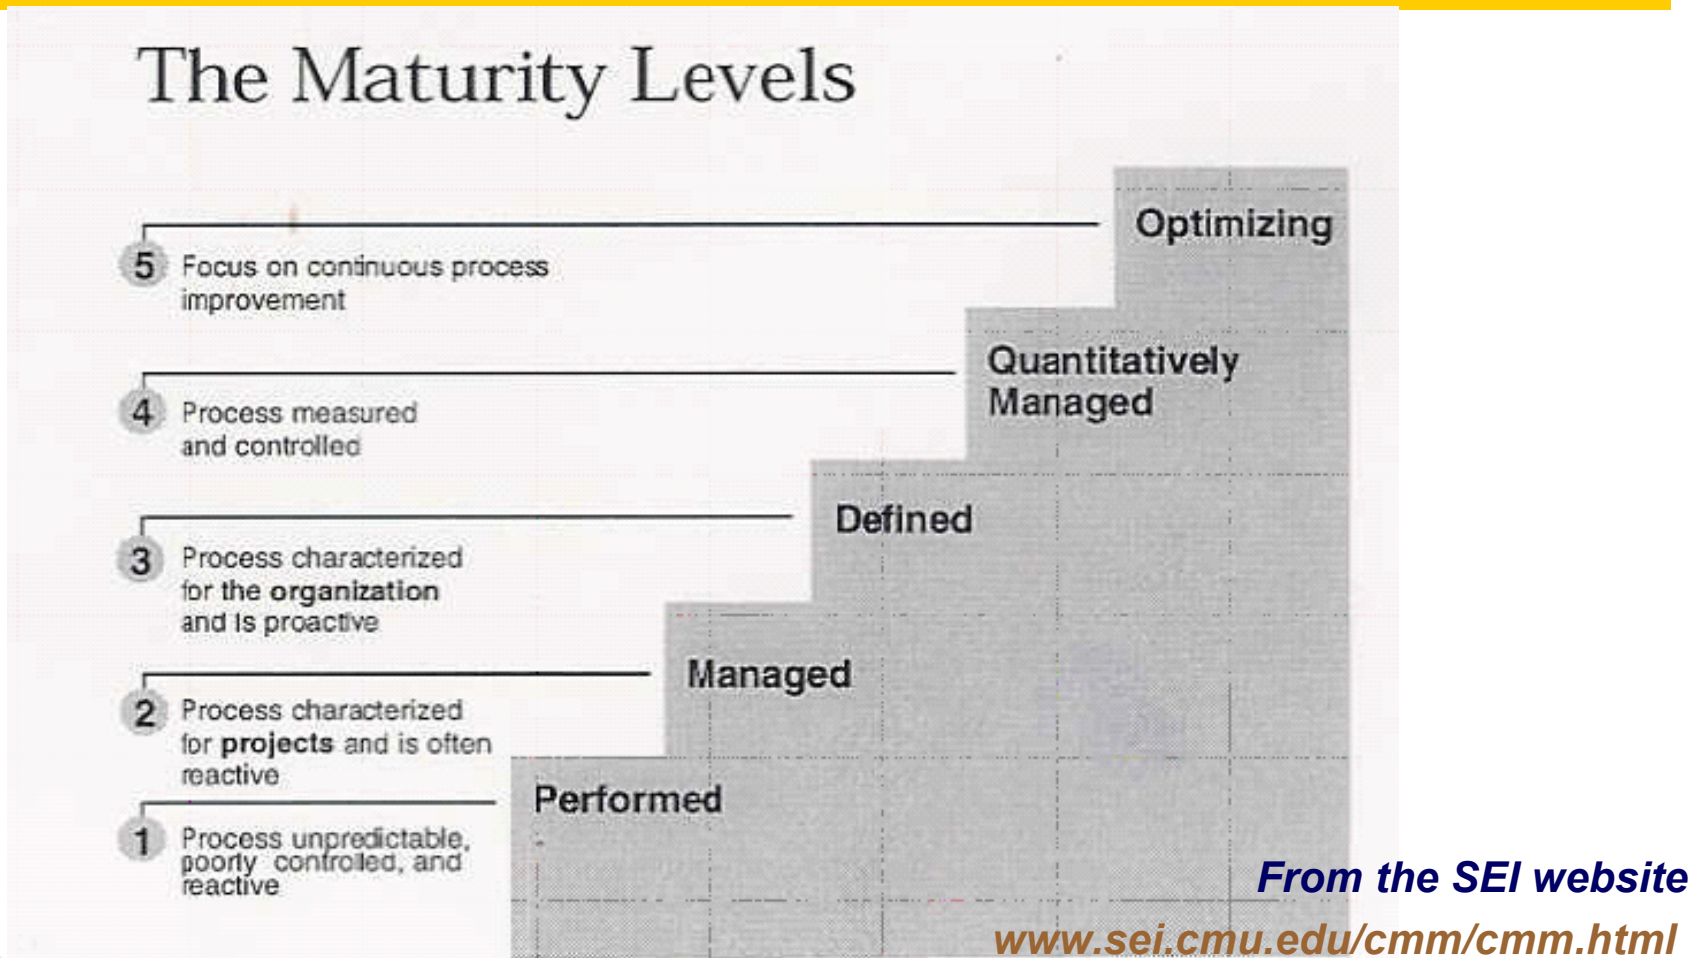 The Maturity Levels
Optimizing
5 Focus on continuous process
improvement
Quantitatively
Managed
4 Process measured
and controlled
Defined
3 Process characterized
for the organization
and is proactive
Managed
2 Process characterized
for projects and is often
reactive
Performed
1 Process unpredictable,
poorly controlled, and
reactive
From the SEI website
www.sei.cmu.edu/cmm/cmm.html